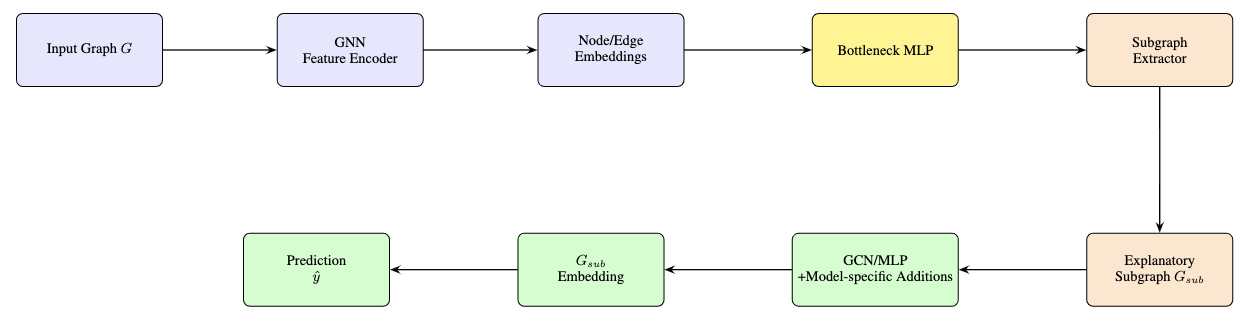 Input Graph G
GNN
Feature Encoder
Node/Edge
Embeddings
Bottleneck MLP
Subgraph
Extractor
Prediction
ŷ
G_{sub}
Embedding
GCN/MLP
+Model-specific Additions
Explanatory
Subgraph G_{sub}